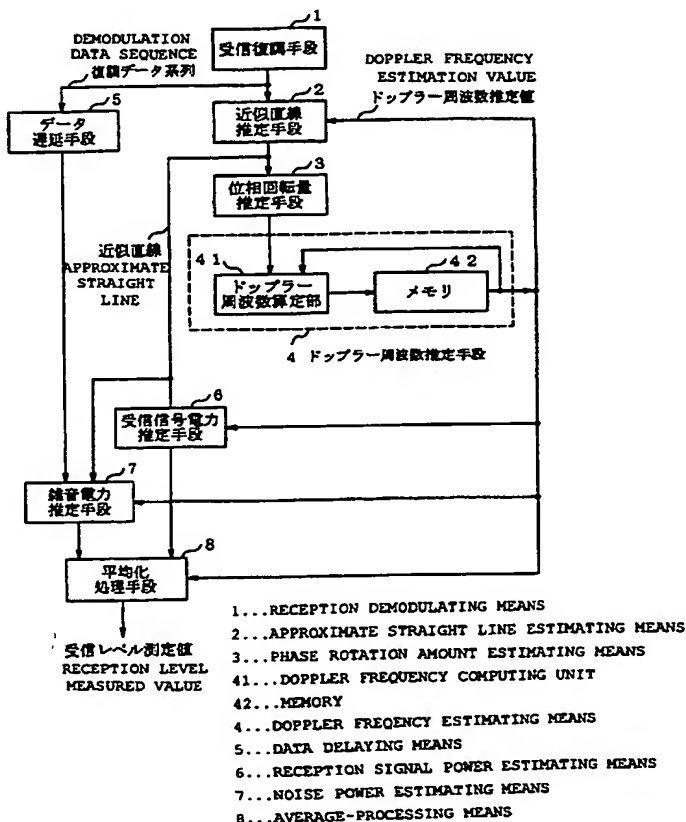 1
受信復調手段
DEMODULATION
DATA SEQUENCE
復調データ系列
DOPPLER FREQUENCY
ESTIMATION VALUE
ドップラー周波数推定値
5
データ
遅延手段
2
近似直線
推定手段
3
位相回転量
推定手段
近似直線
APPROXIMATE
STRAIGHT
LINE
41
ドップラー
周波数算定部
42
メモリ
4 ドップラー周波数推定手段
6
受信信号電力
推定手段
7
雑音電力
推定手段
8
平均化
処理手段
受信レベル測定値
RECEPTION LEVEL
MEASURED VALUE
1...RECEPTION DEMODULATING MEANS
2...APPROXIMATE STRAIGHT LINE ESTIMATING MEANS
3...PHASE ROTATION AMOUNT ESTIMATING MEANS
41...DOPPLER FREQUENCY COMPUTING UNIT
42...MEMORY
4...DOPPLER FREQENCY ESTIMATING MEANS
5...DATA DELAYING MEANS
6...RECEPTION SIGNAL POWER ESTIMATING MEANS
7...NOISE POWER ESTIMATING MEANS
8...AVERAGE-PROCESSING MEANS